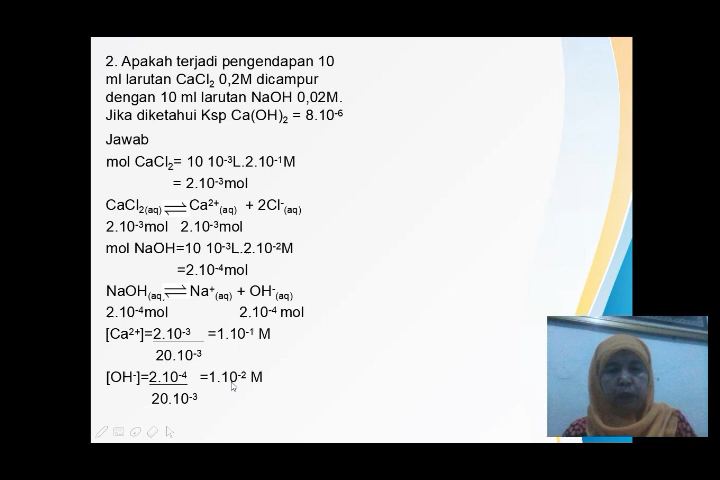 2. Apakah terjadi pengendapan 10
ml larutan CaCl₂ 0,2M dicampur
dengan 10 ml larutan NaOH 0,02M.
Jika diketahui Ksp Ca(OH)₂ = 8.10⁻⁶
Jawab
mol CaCl₂= 10 10⁻³L.2.10⁻¹M
= 2.10⁻³mol
CaCl₂₍aq₎ ⇌ Ca²⁺₍aq₎ + 2Cl⁻₍aq₎
2.10⁻³mol 2.10⁻³mol
mol NaOH=10 10⁻³L.2.10⁻²M
=2.10⁻⁴mol
NaOH₍aq ⇌ Na⁺₍aq₎ + OH⁻₍aq₎
2.10⁻⁴mol 2.10⁻⁴ mol
[Ca²⁺]=2.10⁻³ =1.10⁻¹ M
20.10⁻³
[OH⁻]=2.10⁻⁴ =1.10⁻² M
20.10⁻³